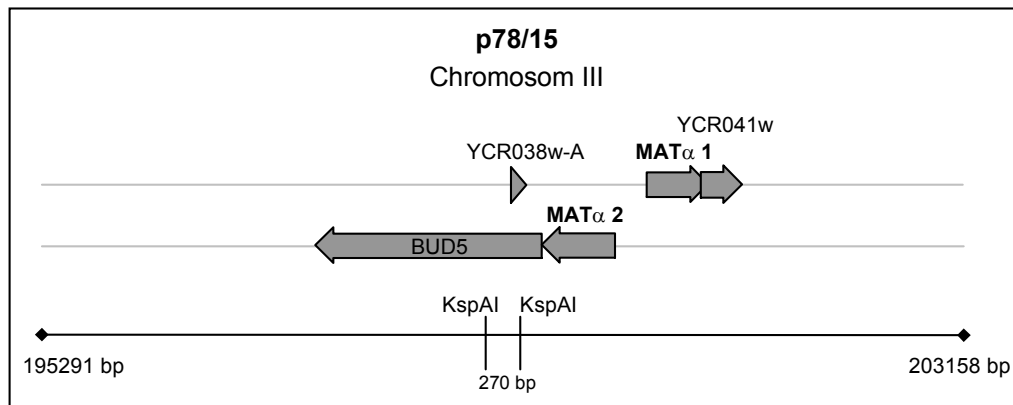 p78/15
Chromosom III
YCR041w
YCR038w-A
MATα 1
MATα 2
BUD5
KspAI KspAI
195291 bp
270 bp
203158 bp